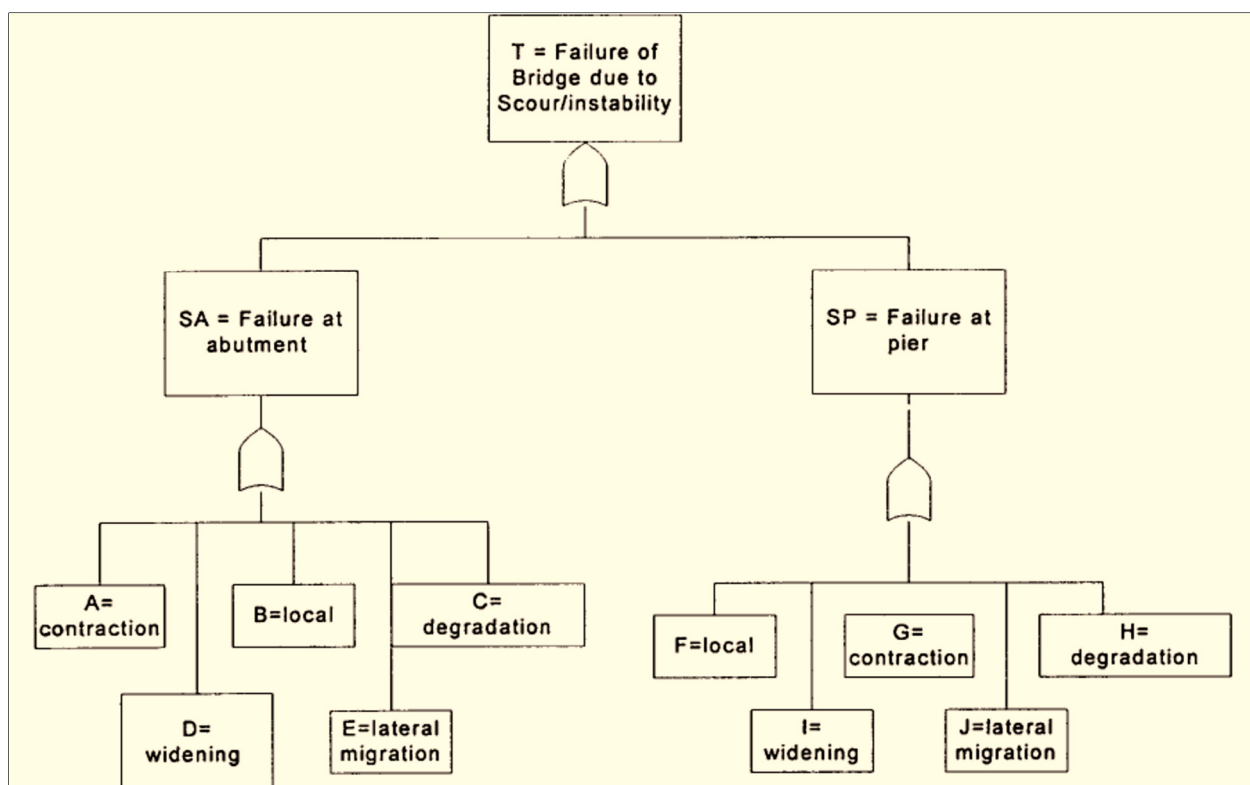 T = Failure of
Bridge due to
Scour/instability
SA = Failure at
abutment
SP = Failure at
pier
A=
contraction
B=local
C=
degradation
D=
widening
E=lateral
migration
F=local
G=
contraction
H=
degradation
I=
widening
J=lateral
migration